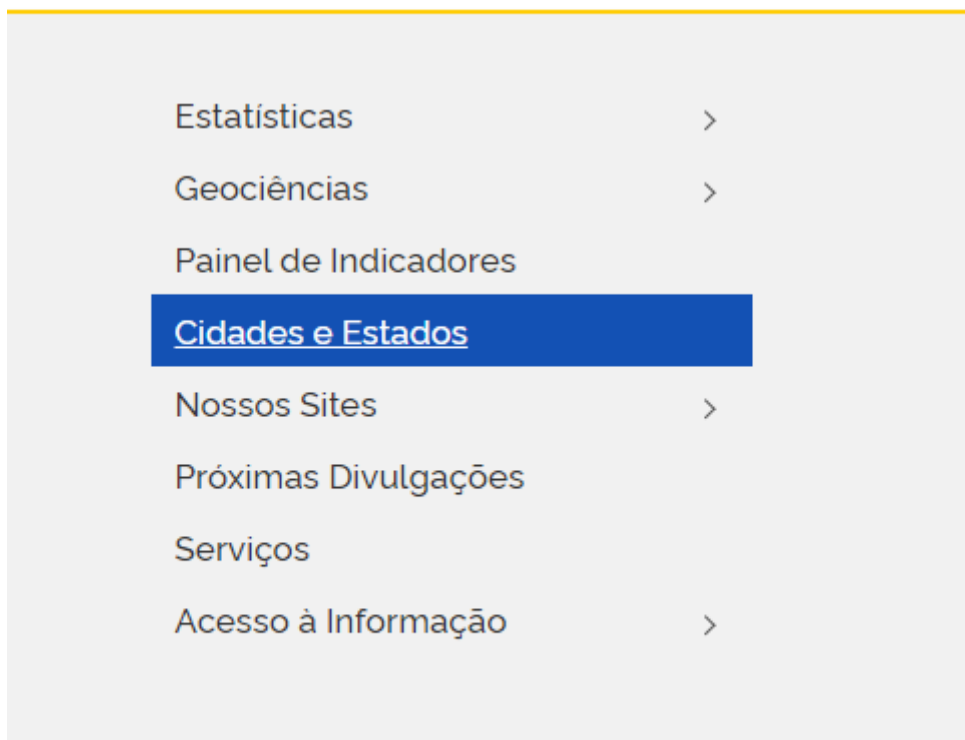 Estatísticas
Geociências
Painel de Indicadores
Cidades e Estados
Nossos Sites
Próximas Divulgações
Serviços
Acesso à Informação